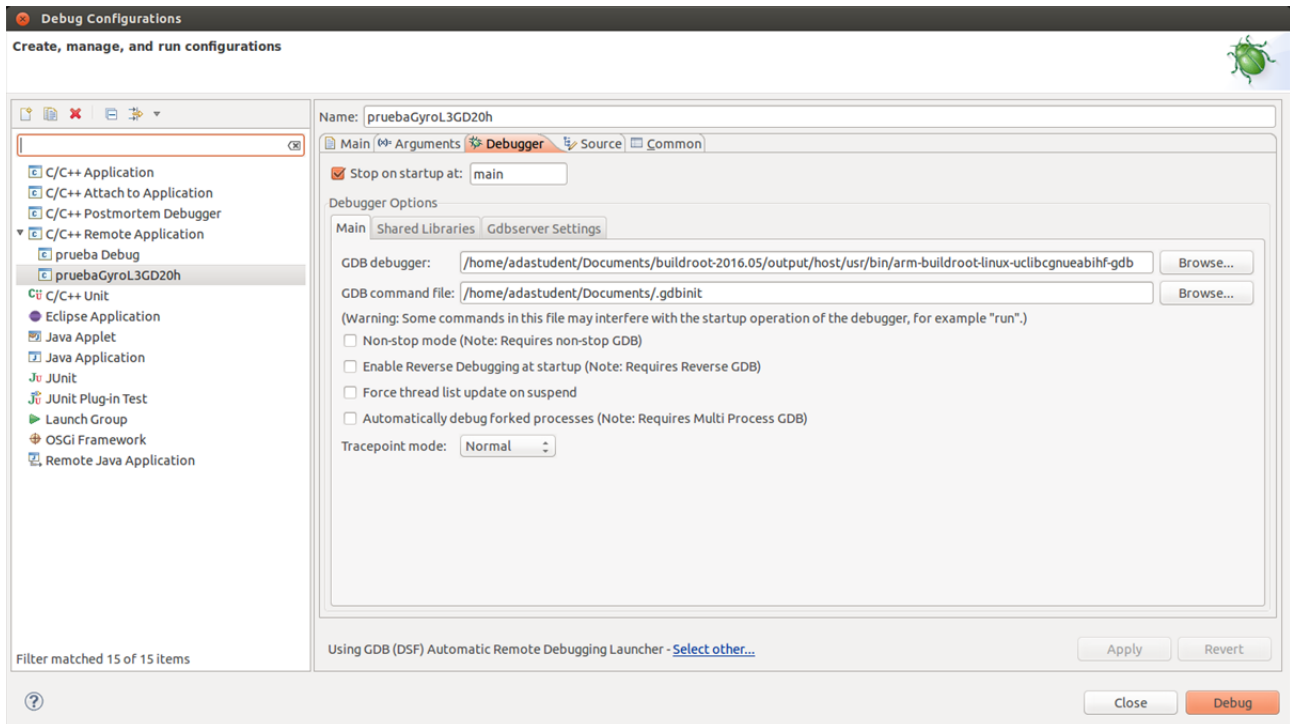 Debug Configurations
Create, manage, and run configurations
Name: pruebaGyroL3GD20h
Main Arguments Debugger Source Common
Stop on startup at: main
Debugger Options
Main Shared Libraries Gdbserver Settings
GDB debugger: /home/adastudent/Documents/buildroot-2016.05/output/host/usr/bin/arm-buildroot-linux-uclibcgnueabihf-gdb Browse...
GDB command file: /home/adastudent/Documents/.gdbinit Browse...
(Warning: Some commands in this file may interfere with the startup operation of the debugger, for example "run".)
Non-stop mode (Note: Requires non-stop GDB)
Enable Reverse Debugging at startup (Note: Requires Reverse GDB)
Force thread list update on suspend
Automatically debug forked processes (Note: Requires Multi Process GDB)
Tracepoint mode: Normal
C/C++ Application
C/C++ Attach to Application
C/C++ Postmortem Debugger
C/C++ Remote Application
prueba Debug
pruebaGyroL3GD20h
C/C++ Unit
Eclipse Application
Java Applet
Java Application
JUnit
JUnit Plug-in Test
Launch Group
OSGi Framework
Remote Java Application
Filter matched 15 of 15 items
Using GDB (DSF) Automatic Remote Debugging Launcher - Select other...
Apply Revert
Close Debug